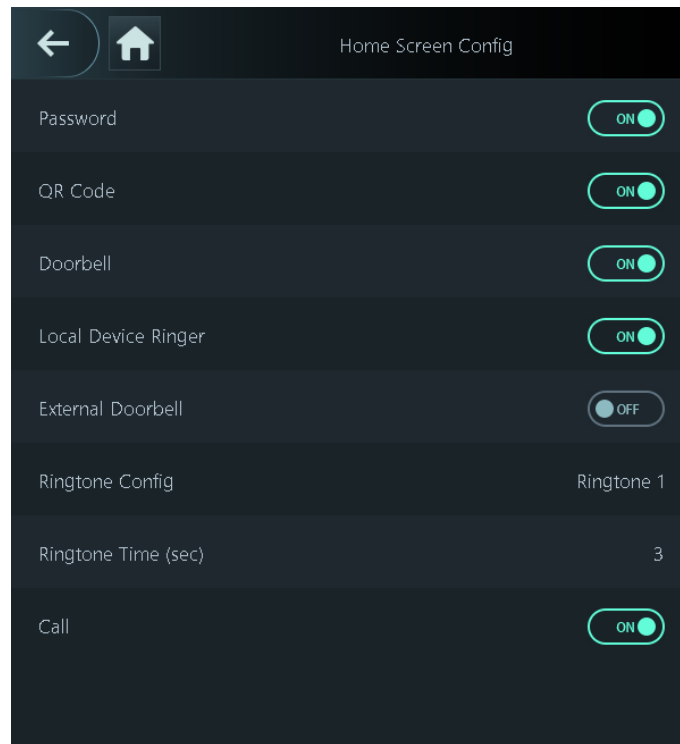 Home Screen Config
Password ON
QR Code ON
Doorbell ON
Local Device Ringer ON
External Doorbell OFF
Ringtone Config Ringtone 1
Ringtone Time (sec) 3
Call ON